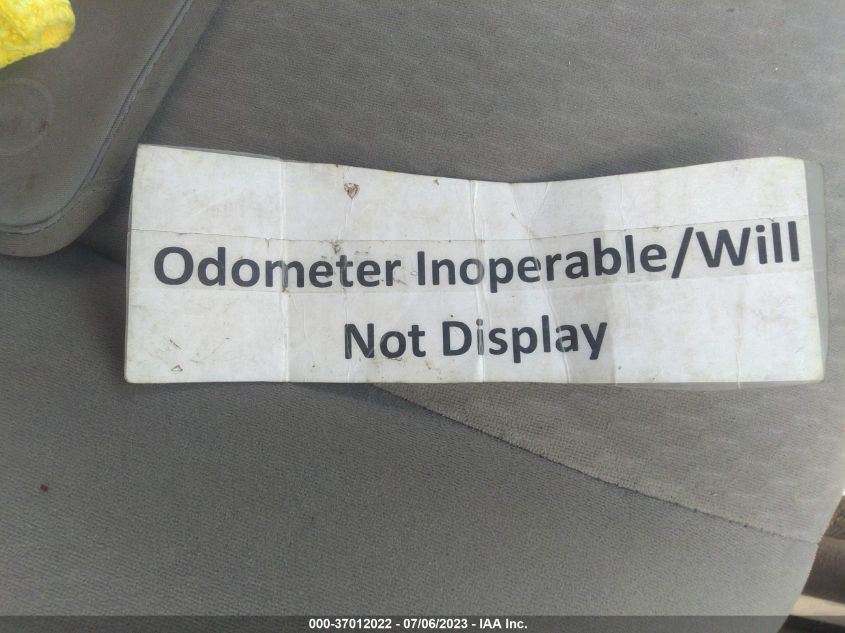 Odometer Inoperable/Will
Not Display
000-37012022 - 07/06/2023 - IAA Inc.